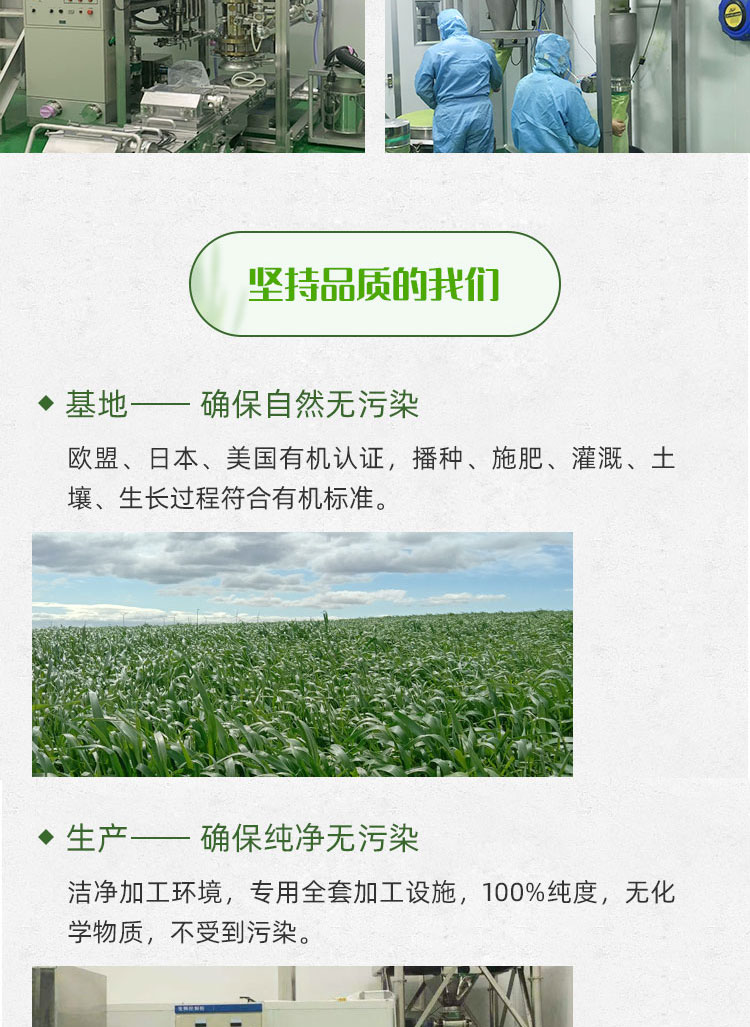 坚持品质的我们
◆ 基地—— 确保自然无污染
欧盟、日本、美国有机认证，播种、施肥、灌溉、土
壤、生长过程符合有机标准。
◆ 生产—— 确保纯净无污染
洁净加工环境，专用全套加工设施，100%纯度，无化
学物质，不受到污染。